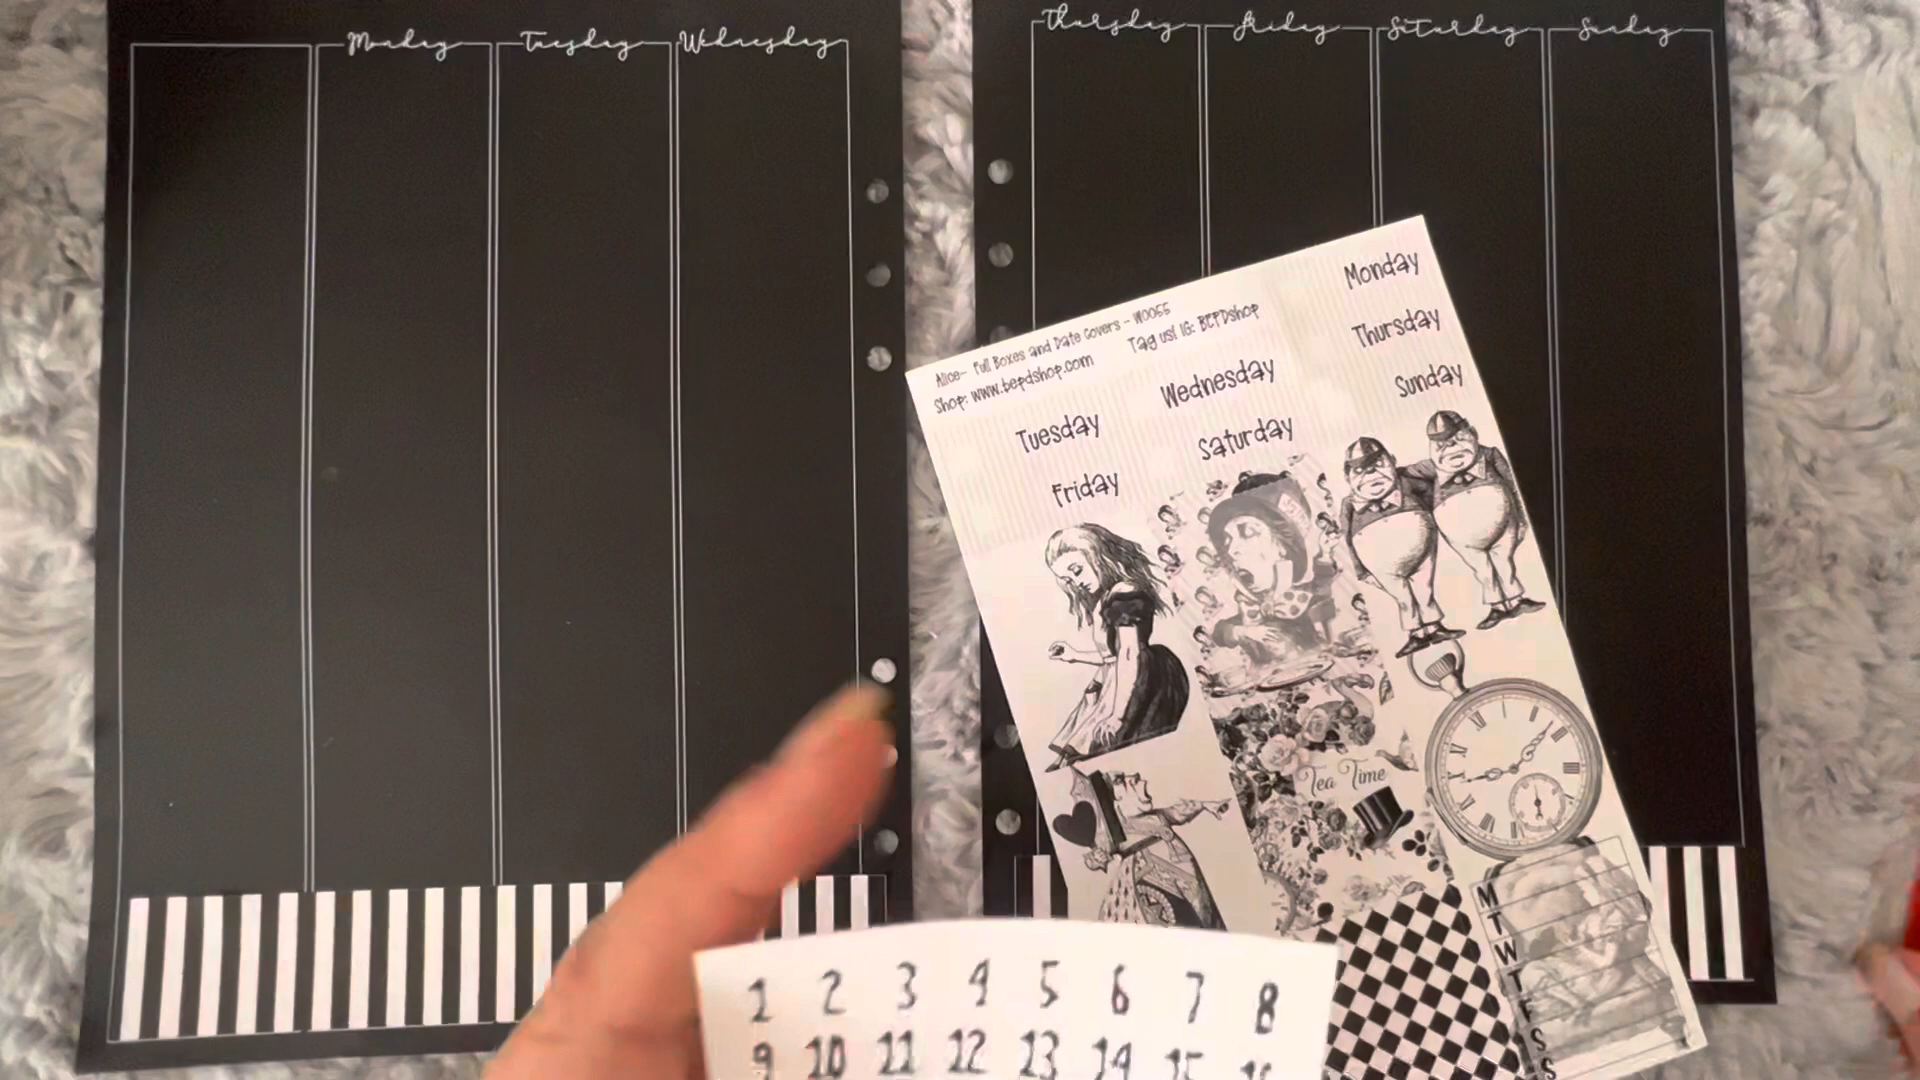 Monday Tuesday Wednesday
Thursday Friday Saturday Sunday
Alice- Full Boxes and Date Covers - W0055
Shop: www.bepdshop.com
Tag us! IG: BEPDshop
Monday
Tuesday Wednesday Thursday
Friday Saturday Sunday
Tea Time
M
T
W
T
F
S
S
1 2 3 4 5 6 7 8
9 10 11 12 13 14 15 16